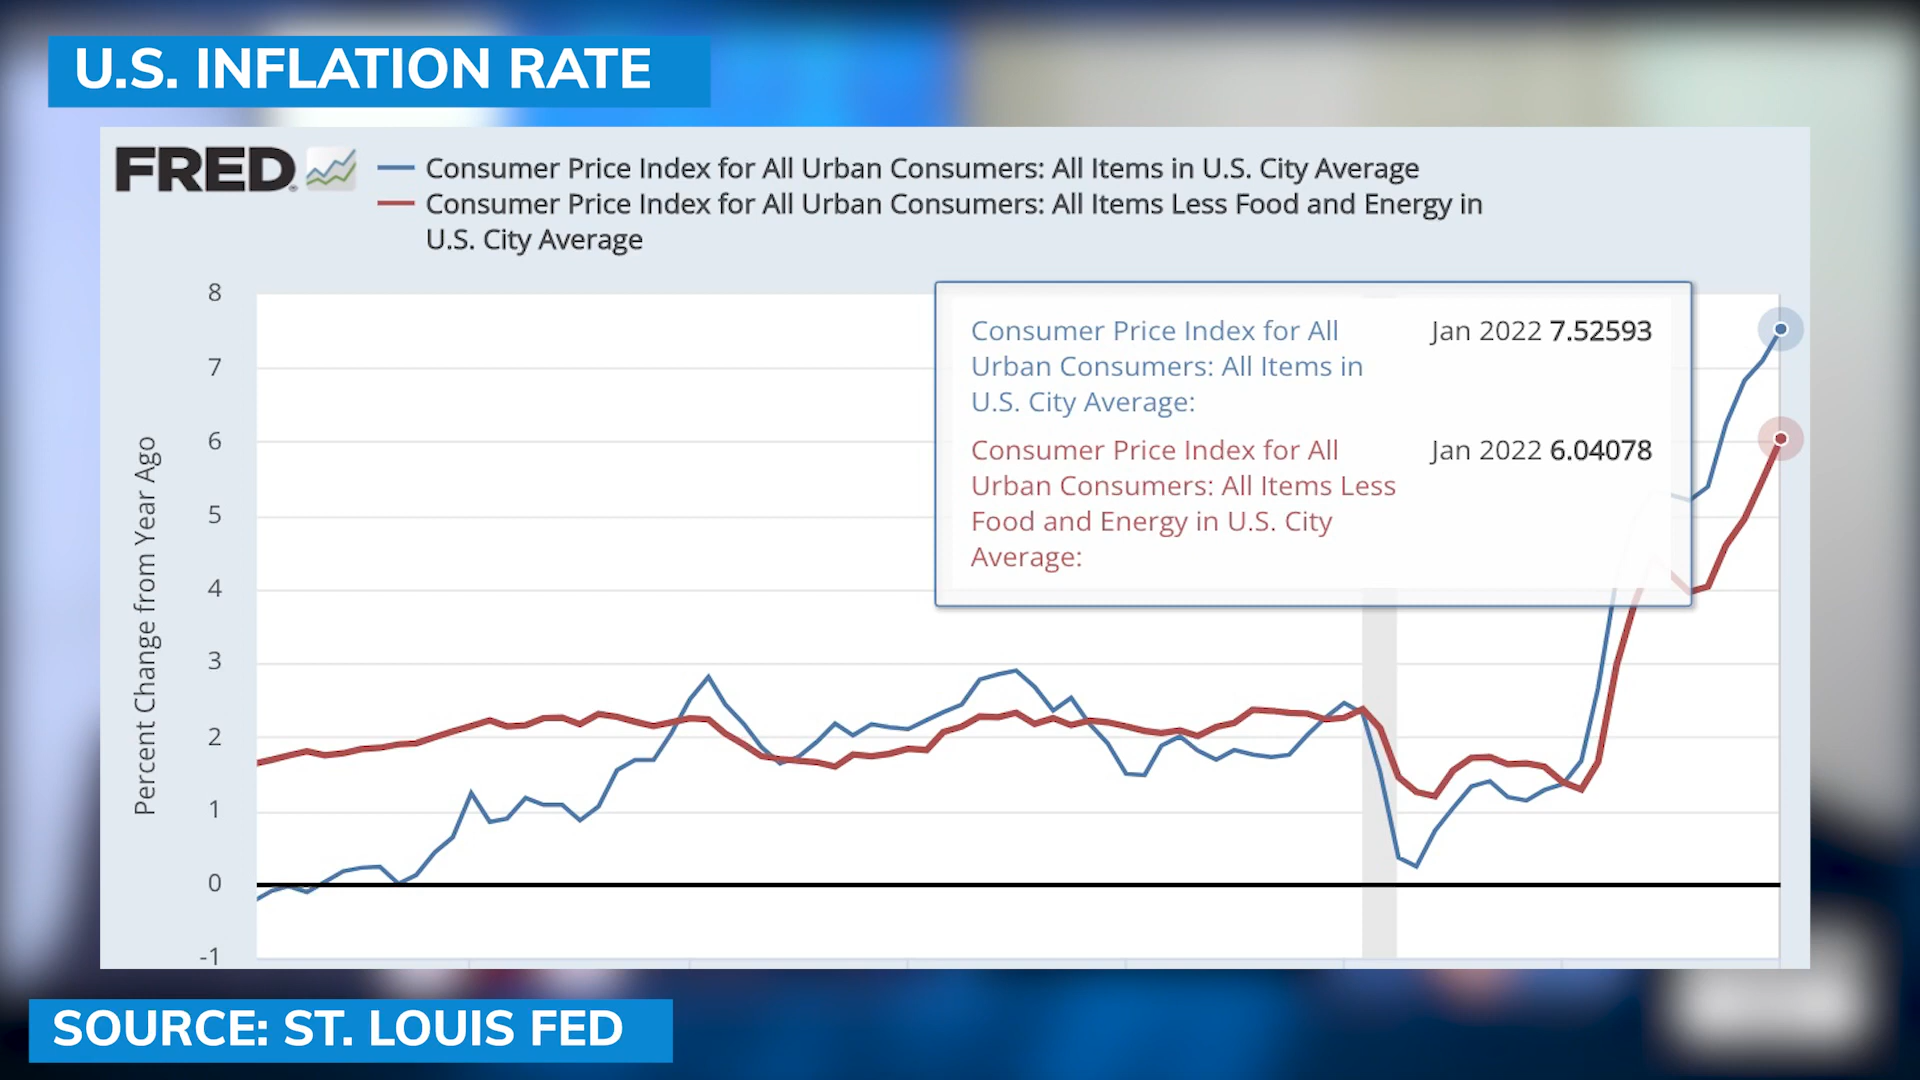 U.S. INFLATION RATE
FRED
Consumer Price Index for All Urban Consumers: All Items in U.S. City Average
Consumer Price Index for All Urban Consumers: All Items Less Food and Energy in
U.S. City Average
Percent Change from Year Ago
8
7
6
5
4
3
2
1
0
-1
Consumer Price Index for All
Urban Consumers: All Items in
U.S. City Average:
Jan 2022 7.52593
Consumer Price Index for All
Urban Consumers: All Items Less
Food and Energy in U.S. City
Average:
Jan 2022 6.04078
SOURCE: ST. LOUIS FED